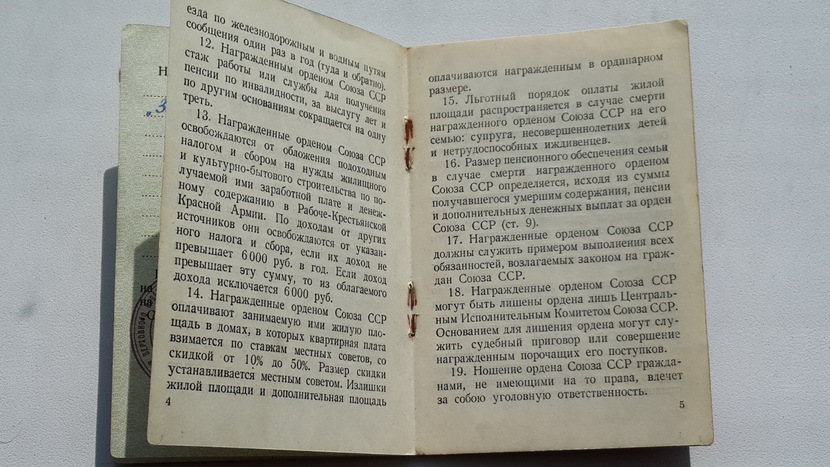 Н
"З
на
на
С
ВЕРХОВНОГО
езда по железнодорожным и водным путям
сообщения один раз в год (туда и обратно).
12. Награжденным орденом Союза ССР
стаж работы или службы для получения
пенсии по инвалидности, за выслугу лет и
по другим основаниям сокращается на одну
треть.
13. Награжденные орденом Союза ССР
освобождаются от обложения подоходным
налогом и сбором на нужды жилищного
и культурно-бытового строительства по по-
лучаемой ими заработной плате и денеж-
ному содержанию в Рабоче-Крестьянской
Красной Армии. По доходам от других
источников они освобождаются от указан-
ного налога и сбора, если их доход не
превышает 6 000 руб. в год. Если доход
превышает эту сумму, то из облагаемого
дохода исключается 6 000 руб.
14. Награжденные орденом Союза ССР
оплачивают занимаемую ими жилую пло-
щадь в домах, в которых квартирная плата
взимается по ставкам местных советов, со
скидкой от 10% до 50%. Размер скидки
устанавливается местным советом. Излишки
жилой площади и дополнительная площадь
4
оплачиваются награжденным в ординарном
размере.
15. Льготный порядок оплаты жилой
площади распространяется в случае смерти
награжденного орденом Союза ССР на его
семью: супруга, несовершеннолетних детей
и нетрудоспособных иждивенцев.
16. Размер пенсионного обеспечения семьи
в случае смерти награжденного орденом
Союза ССР определяется, исходя из суммы
получавшегося умершим содержания, пенсии
и дополнительных денежных выплат за орден
Союза ССР (ст. 9).
17. Награжденные орденом Союза ССР
должны служить примером выполнения всех
обязанностей, возлагаемых законом на граж-
дан Союза ССР.
18. Награжденные орденом Союза ССР
могут быть лишены ордена лишь Централь-
ным Исполнительным Комитетом Союза ССР.
Основанием для лишения ордена могут слу-
жить судебный приговор или совершение
награжденным порочащих его поступков.
19. Ношение ордена Союза ССР гражда-
нами, не имеющими на то права, влечет
за собою уголовную ответственность.
5